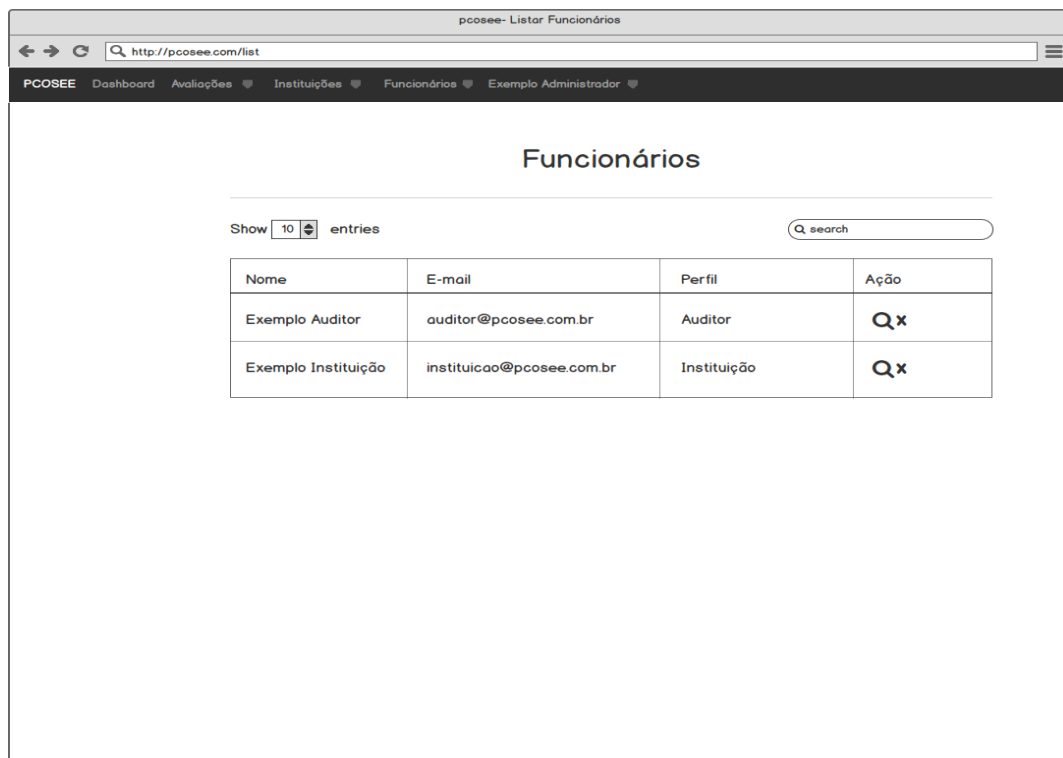 pcosee- Listar Funcionários
http://pcosee.com/list
PCOSEE Dashboard Avaliações Instituições Funcionários Exemplo Administrador
Funcionários
Show 10 entries search
Nome E-mail Perfil Ação
Exemplo Auditor auditor@pcosee.com.br Auditor x
Exemplo Instituição instituicao@pcosee.com.br Instituição x